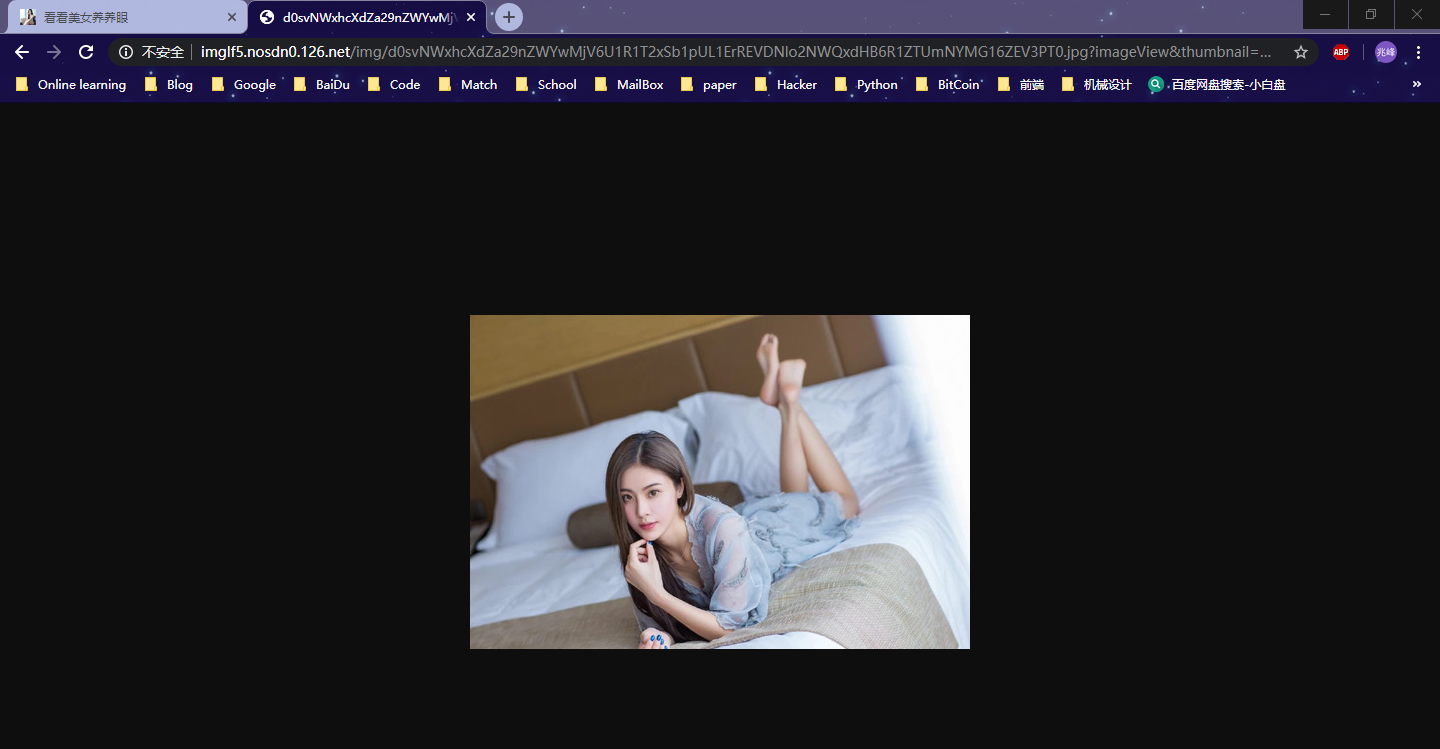 看看美女养养眼
d0svNWxhcXdZa29nZWYwMjV
不安全 imglf5.nosdn0.126.net/img/d0svNWxhcXdZa29nZWYwMjV6U1R1T2xSb1pUL1ErREVDNlo2NWQxdHB6R1ZTUmNYMG16ZEV3PT0.jpg?imageView&thumbnail=... ABP 兆峰
Online learning Blog Google BaiDu Code Match School MailBox paper Hacker Python BitCoin 前端 机械设计 百度网盘搜索-小白盘 »